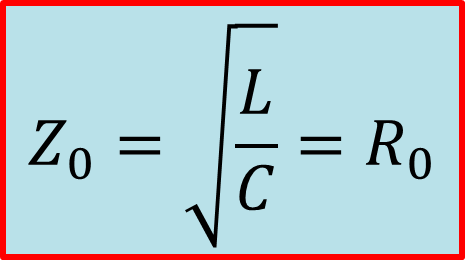 Z₀ = √(L/C) = R₀